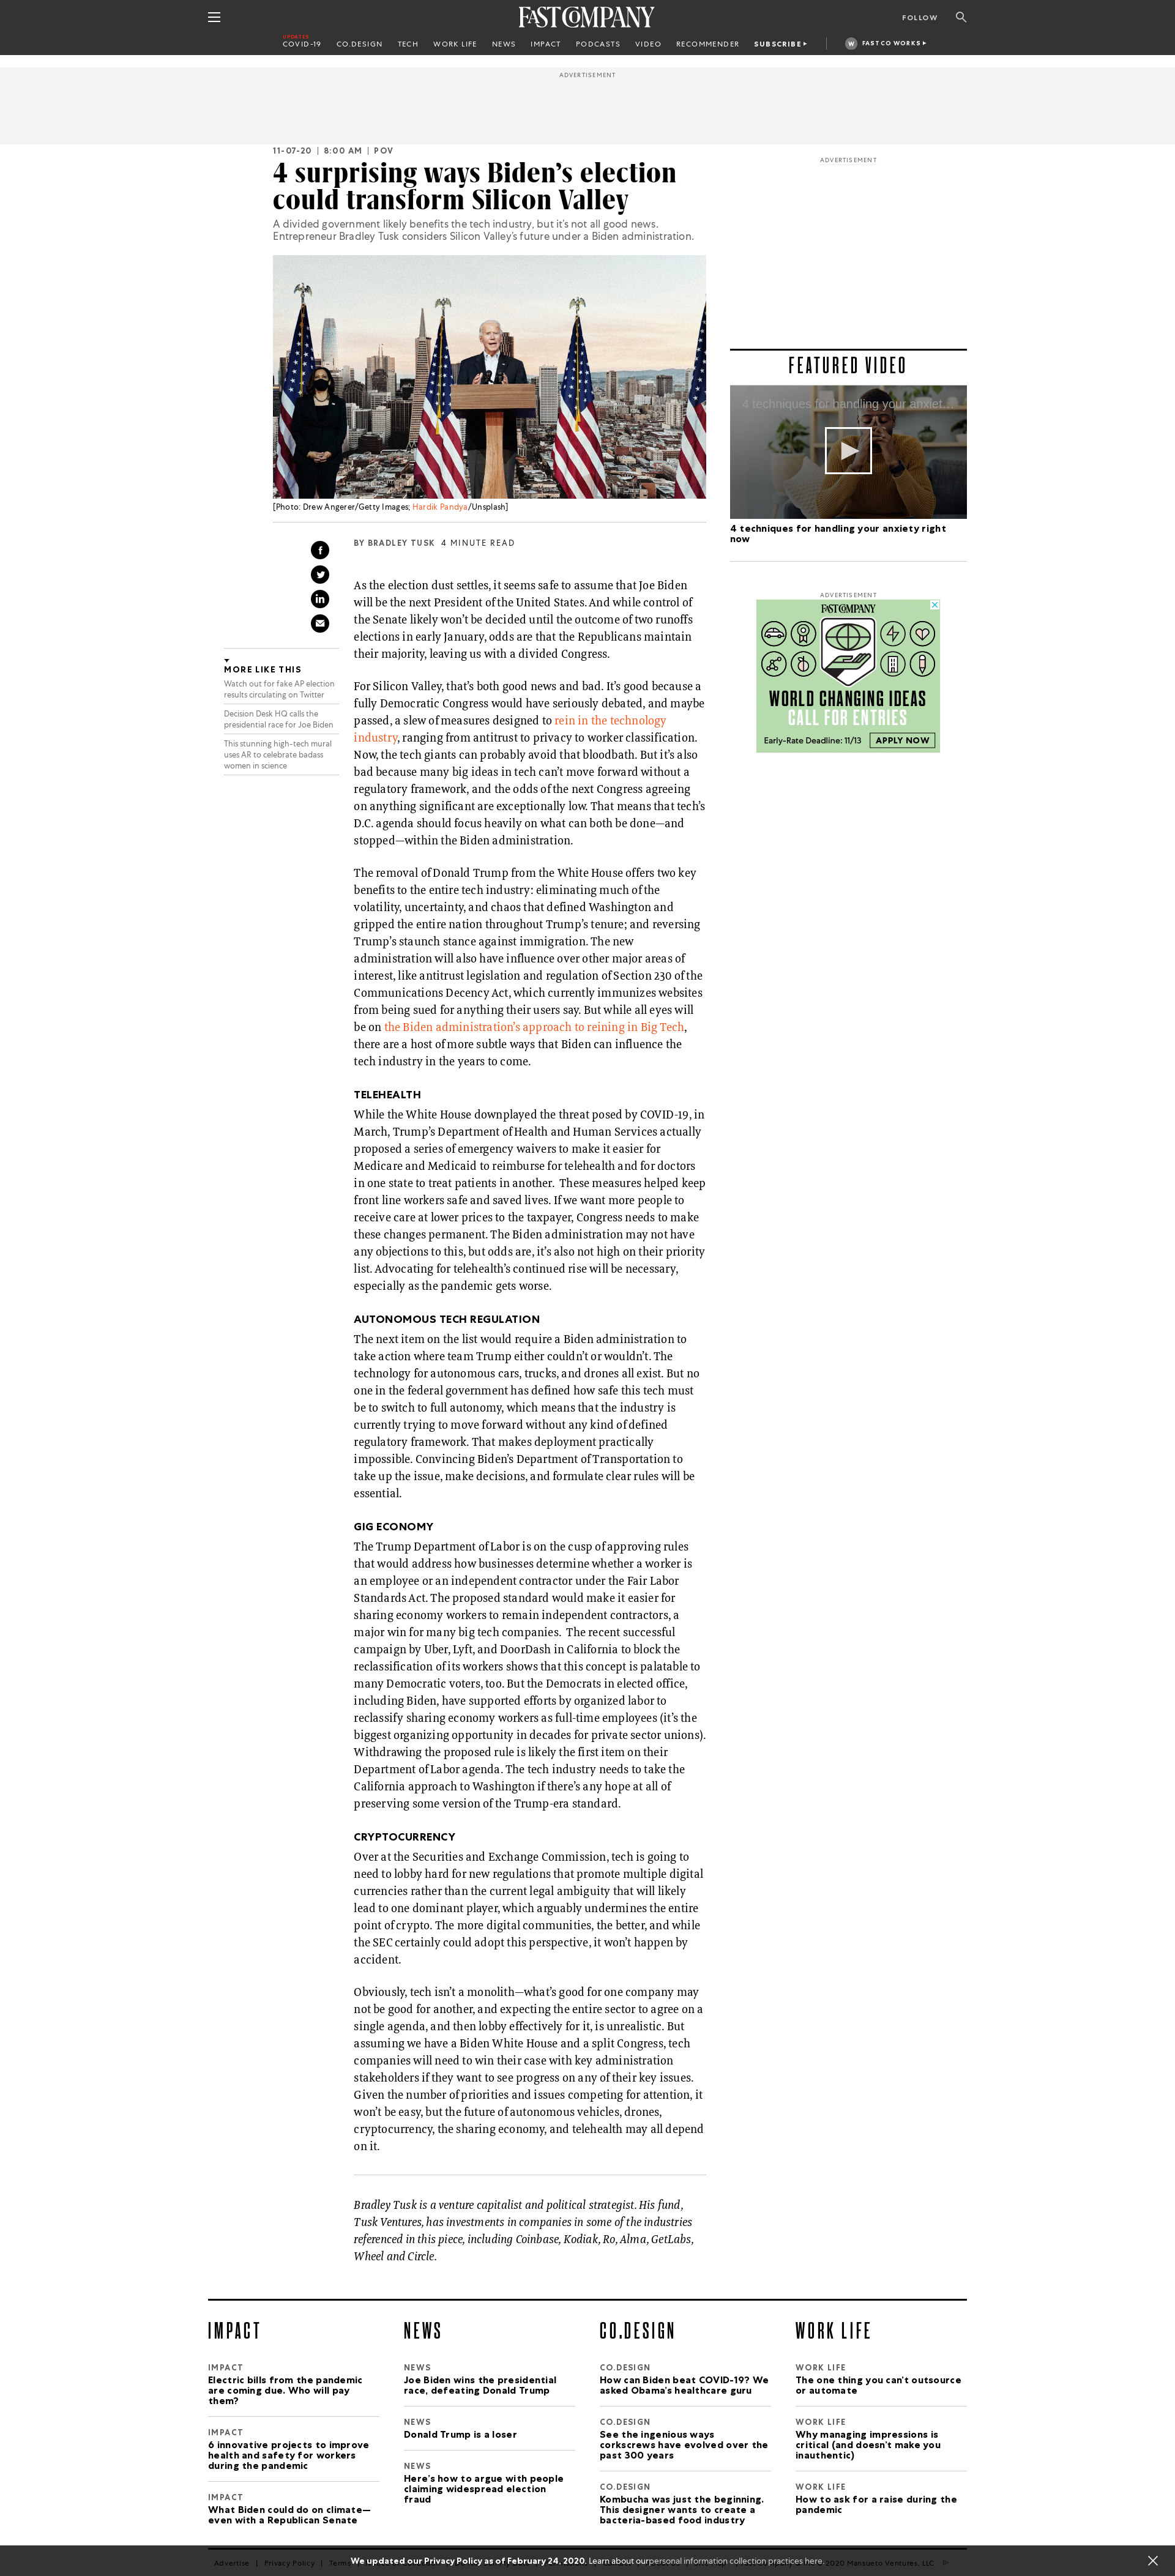 FAST COMPANY
FOLLOW
UPDATED
COVID-19 CO.DESIGN TECH WORK LIFE NEWS IMPACT PODCASTS VIDEO RECOMMENDER SUBSCRIBE
W FASTCO WORKS
ADVERTISEMENT
11-07-20 | 8:00 AM | POV
4 surprising ways Biden’s election
could transform Silicon Valley
A divided government likely benefits the tech industry, but it’s not all good news.
Entrepreneur Bradley Tusk considers Silicon Valley’s future under a Biden administration.
[Photo: Drew Angerer/Getty Images; Hardik Pandya/Unsplash]
BY BRADLEY TUSK 4 MINUTE READ
MORE LIKE THIS
Watch out for fake AP election
results circulating on Twitter
Decision Desk HQ calls the
presidential race for Joe Biden
This stunning high-tech mural
uses AR to celebrate badass
women in science
As the election dust settles, it seems safe to assume that Joe Biden
will be the next President of the United States. And while control of
the Senate likely won’t be decided until the outcome of two runoffs
elections in early January, odds are that the Republicans maintain
their majority, leaving us with a divided Congress.
For Silicon Valley, that’s both good news and bad. It’s good because a
fully Democratic Congress would have seriously debated, and maybe
passed, a slew of measures designed to rein in the technology
industry, ranging from antitrust to privacy to worker classification.
Now, the tech giants can probably avoid that bloodbath. But it’s also
bad because many big ideas in tech can’t move forward without a
regulatory framework, and the odds of the next Congress agreeing
on anything significant are exceptionally low. That means that tech’s
D.C. agenda should focus heavily on what can both be done—and
stopped—within the Biden administration.
The removal of Donald Trump from the White House offers two key
benefits to the entire tech industry: eliminating much of the
volatility, uncertainty, and chaos that defined Washington and
gripped the entire nation throughout Trump’s tenure; and reversing
Trump’s staunch stance against immigration. The new
administration will also have influence over other major areas of
interest, like antitrust legislation and regulation of Section 230 of the
Communications Decency Act, which currently immunizes websites
from being sued for anything their users say. But while all eyes will
be on the Biden administration’s approach to reining in Big Tech,
there are a host of more subtle ways that Biden can influence the
tech industry in the years to come.
TELEHEALTH
While the White House downplayed the threat posed by COVID-19, in
March, Trump’s Department of Health and Human Services actually
proposed a series of emergency waivers to make it easier for
Medicare and Medicaid to reimburse for telehealth and for doctors
in one state to treat patients in another. These measures helped keep
front line workers safe and saved lives. If we want more people to
receive care at lower prices to the taxpayer, Congress needs to make
these changes permanent. The Biden administration may not have
any objections to this, but odds are, it’s also not high on their priority
list. Advocating for telehealth’s continued rise will be necessary,
especially as the pandemic gets worse.
AUTONOMOUS TECH REGULATION
The next item on the list would require a Biden administration to
take action where team Trump either couldn’t or wouldn’t. The
technology for autonomous cars, trucks, and drones all exist. But no
one in the federal government has defined how safe this tech must
be to switch to full autonomy, which means that the industry is
currently trying to move forward without any kind of defined
regulatory framework. That makes deployment practically
impossible. Convincing Biden’s Department of Transportation to
take up the issue, make decisions, and formulate clear rules will be
essential.
GIG ECONOMY
The Trump Department of Labor is on the cusp of approving rules
that would address how businesses determine whether a worker is
an employee or an independent contractor under the Fair Labor
Standards Act. The proposed standard would make it easier for
sharing economy workers to remain independent contractors, a
major win for many big tech companies. The recent successful
campaign by Uber, Lyft, and DoorDash in California to block the
reclassification of its workers shows that this concept is palatable to
many Democratic voters, too. But the Democrats in elected office,
including Biden, have supported efforts by organized labor to
reclassify sharing economy workers as full-time employees (it’s the
biggest organizing opportunity in decades for private sector unions).
Withdrawing the proposed rule is likely the first item on their
Department of Labor agenda. The tech industry needs to take the
California approach to Washington if there’s any hope at all of
preserving some version of the Trump-era standard.
CRYPTOCURRENCY
Over at the Securities and Exchange Commission, tech is going to
need to lobby hard for new regulations that promote multiple digital
currencies rather than the current legal ambiguity that will likely
lead to one dominant player, which arguably undermines the entire
point of crypto. The more digital communities, the better, and while
the SEC certainly could adopt this perspective, it won’t happen by
accident.
Obviously, tech isn’t a monolith—what’s good for one company may
not be good for another, and expecting the entire sector to agree on a
single agenda, and then lobby effectively for it, is unrealistic. But
assuming we have a Biden White House and a split Congress, tech
companies will need to win their case with key administration
stakeholders if they want to see progress on any of their key issues.
Given the number of priorities and issues competing for attention, it
won’t be easy, but the future of autonomous vehicles, drones,
cryptocurrency, the sharing economy, and telehealth may all depend
on it.
Bradley Tusk is a venture capitalist and political strategist. His fund,
Tusk Ventures, has investments in companies in some of the industries
referenced in this piece, including Coinbase, Kodiak, Ro, Alma, GetLabs,
Wheel and Circle.
ADVERTISEMENT
FEATURED VIDEO
4 techniques for handling your anxiet…
4 techniques for handling your anxiety right
now
ADVERTISEMENT
FAST COMPANY
WORLD CHANGING IDEAS
CALL FOR ENTRIES
Early-Rate Deadline: 11/13 APPLY NOW
IMPACT
IMPACT
Electric bills from the pandemic
are coming due. Who will pay
them?
IMPACT
6 innovative projects to improve
health and safety for workers
during the pandemic
IMPACT
What Biden could do on climate—
even with a Republican Senate
NEWS
NEWS
Joe Biden wins the presidential
race, defeating Donald Trump
NEWS
Donald Trump is a loser
NEWS
Here’s how to argue with people
claiming widespread election
fraud
CO.DESIGN
CO.DESIGN
How can Biden beat COVID-19? We
asked Obama’s healthcare guru
CO.DESIGN
See the ingenious ways
corkscrews have evolved over the
past 300 years
CO.DESIGN
Kombucha was just the beginning.
This designer wants to create a
bacteria-based food industry
WORK LIFE
WORK LIFE
The one thing you can’t outsource
or automate
WORK LIFE
Why managing impressions is
critical (and doesn’t make you
inauthentic)
WORK LIFE
How to ask for a raise during the
pandemic
We updated our Privacy Policy as of February 24, 2020. Learn about our personal information collection practices here.
Advertise | Privacy Policy | Terms
2020 Mansueto Ventures, LLC